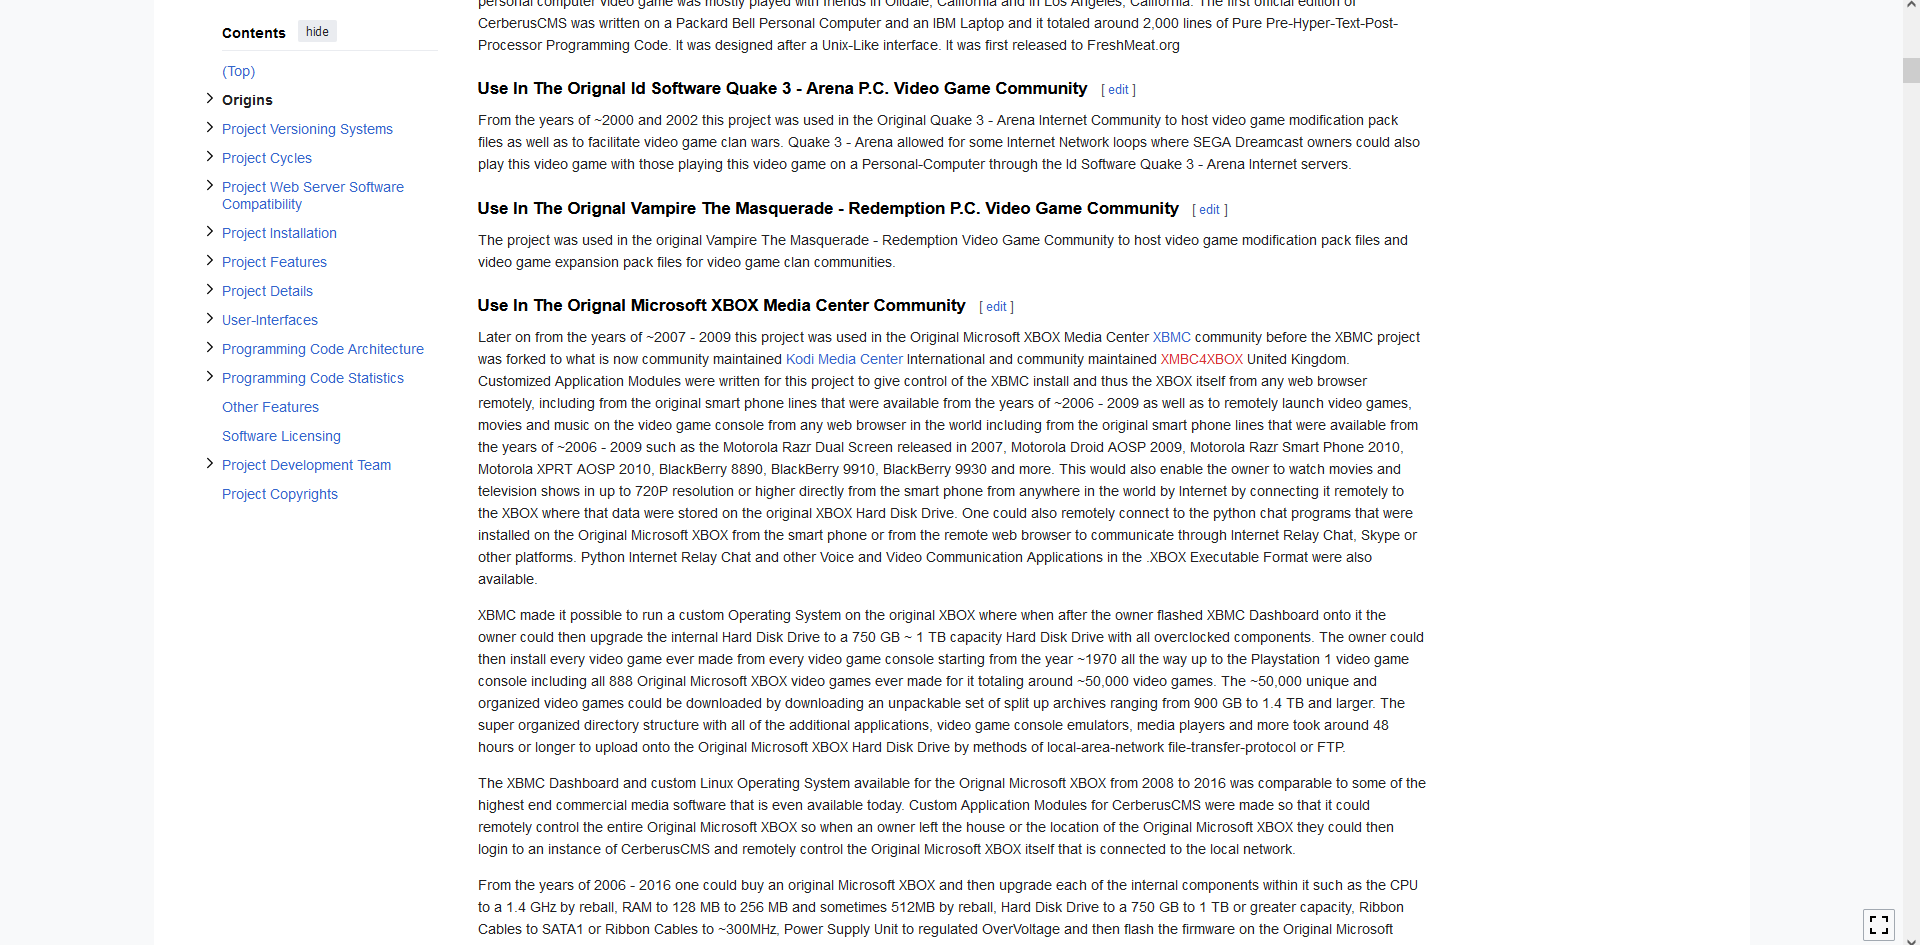 Contents hide
(Top)
Origins
Project Versioning Systems
Project Cycles
Project Web Server Software
Compatibility
Project Installation
Project Features
Project Details
User-Interfaces
Programming Code Architecture
Programming Code Statistics
Other Features
Software Licensing
Project Development Team
Project Copyrights
personal computer video game was mostly played with friends in Oildale, California and in Los Angeles, California. The first official edition of
CerberusCMS was written on a Packard Bell Personal Computer and an IBM Laptop and it totaled around 2,000 lines of Pure Pre-Hyper-Text-Post-
Processor Programming Code. It was designed after a Unix-Like interface. It was first released to FreshMeat.org
Use In The Orignal Id Software Quake 3 - Arena P.C. Video Game Community [ edit ]
From the years of ~2000 and 2002 this project was used in the Original Quake 3 - Arena Internet Community to host video game modification pack
files as well as to facilitate video game clan wars. Quake 3 - Arena allowed for some Internet Network loops where SEGA Dreamcast owners could also
play this video game with those playing this video game on a Personal-Computer through the Id Software Quake 3 - Arena Internet servers.
Use In The Orignal Vampire The Masquerade - Redemption P.C. Video Game Community [ edit ]
The project was used in the original Vampire The Masquerade - Redemption Video Game Community to host video game modification pack files and
video game expansion pack files for video game clan communities.
Use In The Orignal Microsoft XBOX Media Center Community [ edit ]
Later on from the years of ~2007 - 2009 this project was used in the Original Microsoft XBOX Media Center XBMC community before the XBMC project
was forked to what is now community maintained Kodi Media Center International and community maintained XMBC4XBOX United Kingdom.
Customized Application Modules were written for this project to give control of the XBMC install and thus the XBOX itself from any web browser
remotely, including from the original smart phone lines that were available from the years of ~2006 - 2009 as well as to remotely launch video games,
movies and music on the video game console from any web browser in the world including from the original smart phone lines that were available from
the years of ~2006 - 2009 such as the Motorola Razr Dual Screen released in 2007, Motorola Droid AOSP 2009, Motorola Razr Smart Phone 2010,
Motorola XPRT AOSP 2010, BlackBerry 8890, BlackBerry 9910, BlackBerry 9930 and more. This would also enable the owner to watch movies and
television shows in up to 720P resolution or higher directly from the smart phone from anywhere in the world by Internet by connecting it remotely to
the XBOX where that data were stored on the original XBOX Hard Disk Drive. One could also remotely connect to the python chat programs that were
installed on the Original Microsoft XBOX from the smart phone or from the remote web browser to communicate through Internet Relay Chat, Skype or
other platforms. Python Internet Relay Chat and other Voice and Video Communication Applications in the .XBOX Executable Format were also
available.
XBMC made it possible to run a custom Operating System on the original XBOX where when after the owner flashed XBMC Dashboard onto it the
owner could then upgrade the internal Hard Disk Drive to a 750 GB ~ 1 TB capacity Hard Disk Drive with all overclocked components. The owner could
then install every video game ever made from every video game console starting from the year ~1970 all the way up to the Playstation 1 video game
console including all 888 Original Microsoft XBOX video games ever made for it totaling around ~50,000 video games. The ~50,000 unique and
organized video games could be downloaded by downloading an unpackable set of split up archives ranging from 900 GB to 1.4 TB and larger. The
super organized directory structure with all of the additional applications, video game console emulators, media players and more took around 48
hours or longer to upload onto the Original Microsoft XBOX Hard Disk Drive by methods of local-area-network file-transfer-protocol or FTP.
The XBMC Dashboard and custom Linux Operating System available for the Orignal Microsoft XBOX from 2008 to 2016 was comparable to some of the
highest end commercial media software that is even available today. Custom Application Modules for CerberusCMS were made so that it could
remotely control the entire Original Microsoft XBOX so when an owner left the house or the location of the Original Microsoft XBOX they could then
login to an instance of CerberusCMS and remotely control the Original Microsoft XBOX itself that is connected to the local network.
From the years of 2006 - 2016 one could buy an original Microsoft XBOX and then upgrade each of the internal components within it such as the CPU
to a 1.4 GHz by reball, RAM to 128 MB to 256 MB and sometimes 512MB by reball, Hard Disk Drive to a 750 GB to 1 TB or greater capacity, Ribbon
Cables to SATA1 or Ribbon Cables to ~300MHz, Power Supply Unit to regulated OverVoltage and then flash the firmware on the Original Microsoft